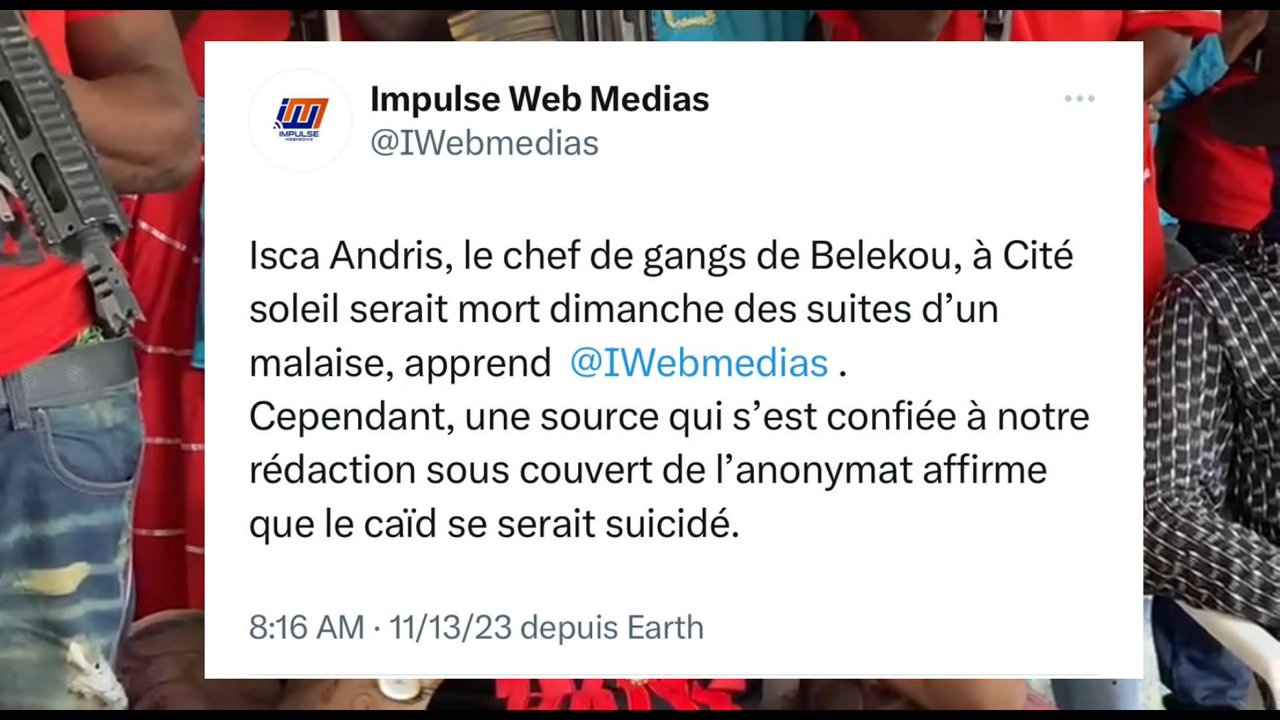 IMPULSE
WEBMEDIAS
Impulse Web Medias
@IWebmedias
Isca Andris, le chef de gangs de Belekou, à Cité
soleil serait mort dimanche des suites d’un
malaise, apprend @IWebmedias .
Cependant, une source qui s’est confiée à notre
rédaction sous couvert de l’anonymat affirme
que le caïd se serait suicidé.
8:16 AM · 11/13/23 depuis Earth